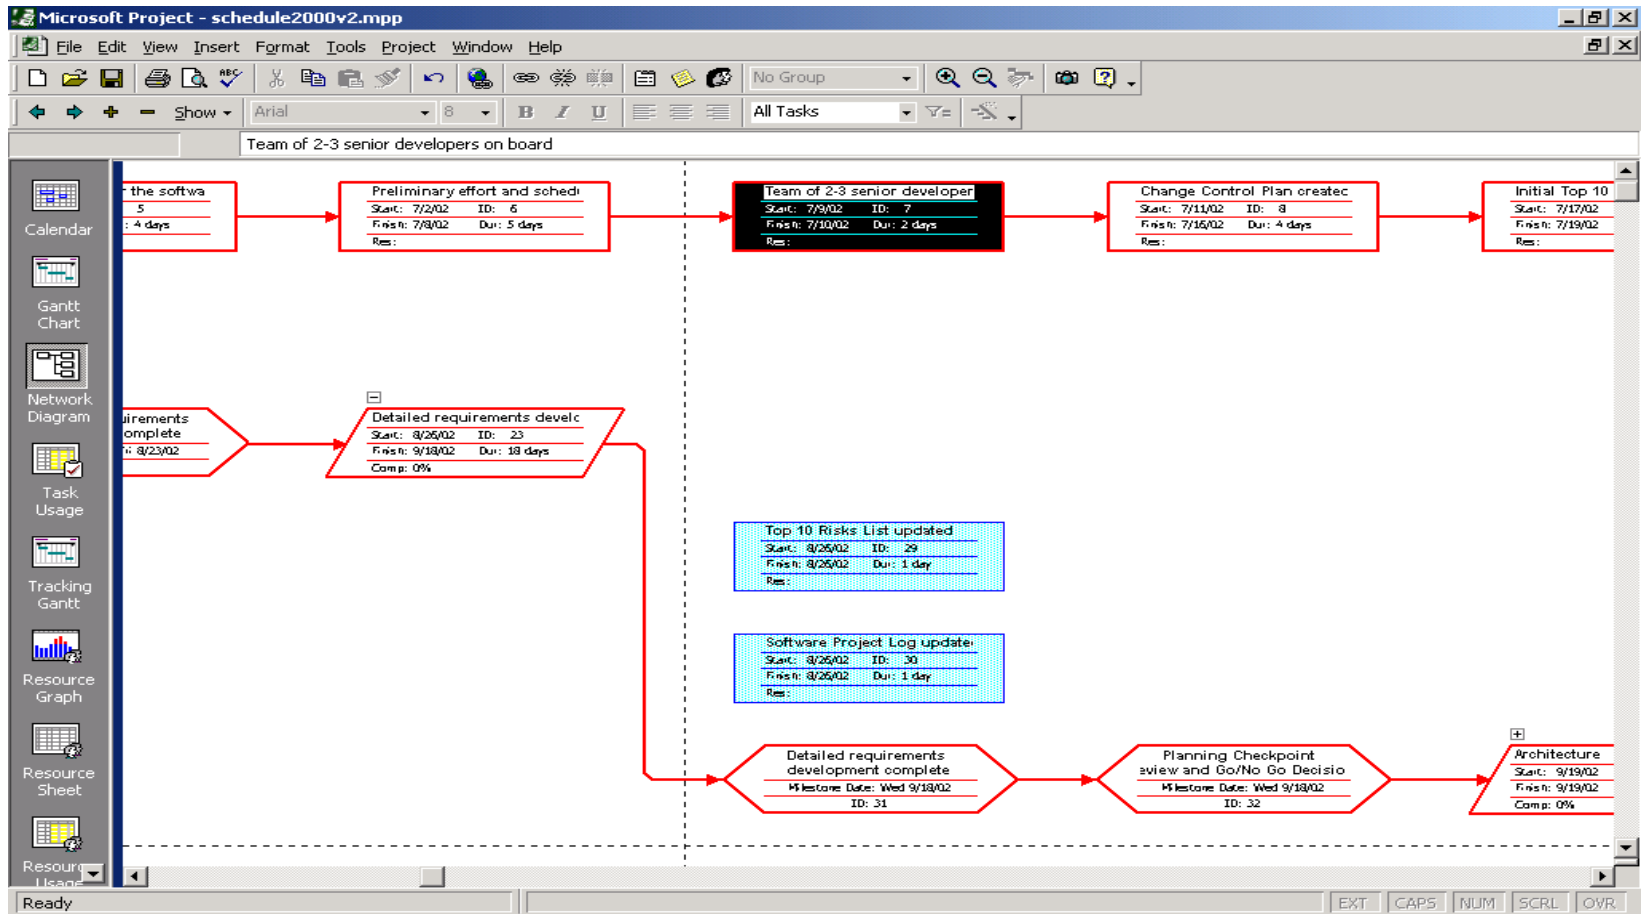 Microsoft Project - schedule2000v2.mpp
File Edit View Insert Format Tools Project Window Help
No Group
Show Arial 8 B I U All Tasks
Team of 2-3 senior developers on board
Calendar
Gantt
Chart
Network
Diagram
Task
Usage
Tracking
Gantt
Resource
Graph
Resource
Sheet
Resource
Usage
the softwa
5
: 4 days
Preliminary effort and schedu
Start: 7/2/02 ID: 6
Finish: 7/8/02 Dur: 5 days
Res:
Team of 2-3 senior developer
Start: 7/9/02 ID: 7
Finish: 7/10/02 Dur: 2 days
Res:
Change Control Plan created
Start: 7/11/02 ID: 8
Finish: 7/16/02 Dur: 4 days
Res:
Initial Top 10
Start: 7/17/02
Finish: 7/19/02
Res:
uirements
omplete
8/23/02
Detailed requirements develc
Start: 8/26/02 ID: 23
Finish: 9/18/02 Dur: 18 days
Comp: 0%
Top 10 Risks List updated
Start: 8/26/02 ID: 29
Finish: 8/26/02 Dur: 1 day
Res:
Software Project Log update
Start: 8/26/02 ID: 30
Finish: 8/26/02 Dur: 1 day
Res:
Detailed requirements
development complete
Milestone Date: Wed 9/18/02
ID: 31
Planning Checkpoint
eview and Go/No Go Decisio
Milestone Date: Wed 9/18/02
ID: 32
Architecture
Start: 9/19/02
Finish: 9/19/02
Comp: 0%
Ready
EXT CAPS NUM SCRL OVR